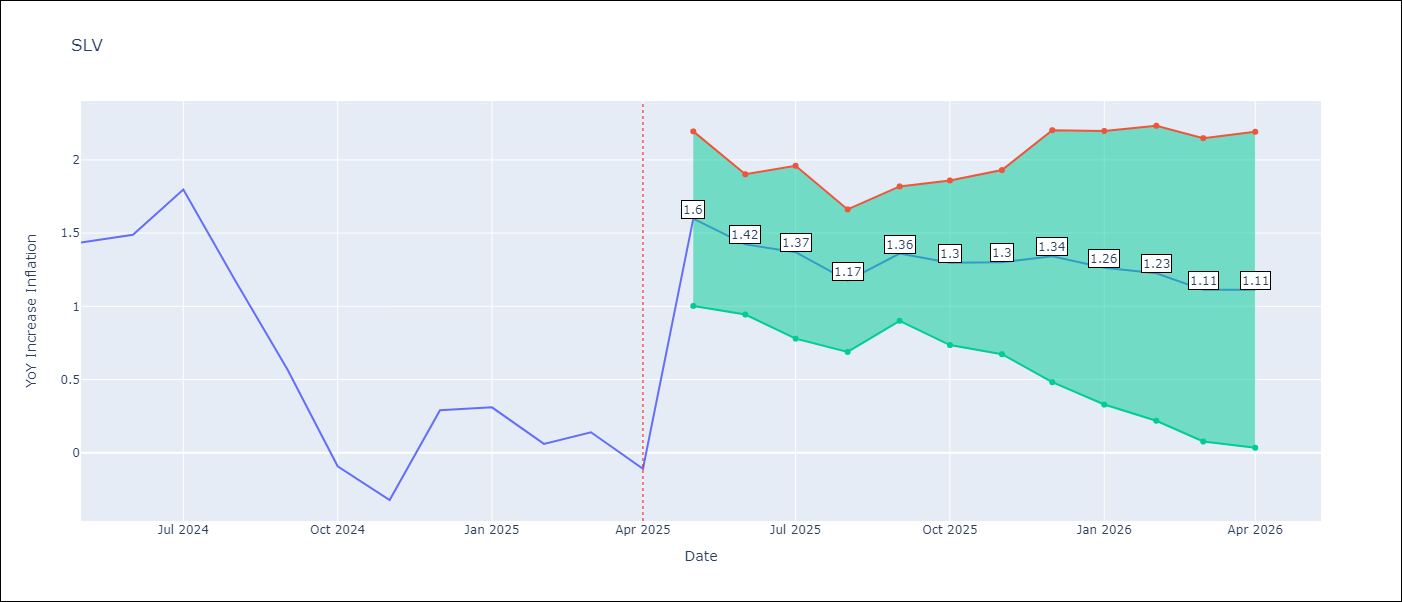 SLV
YoY Increase Inflation
2
1.5
1
0.5
0
1.6
1.42
1.37
1.17
1.36
1.3
1.3
1.34
1.26
1.23
1.11
1.11
Jul 2024
Oct 2024
Jan 2025
Apr 2025
Jul 2025
Oct 2025
Jan 2026
Apr 2026
Date